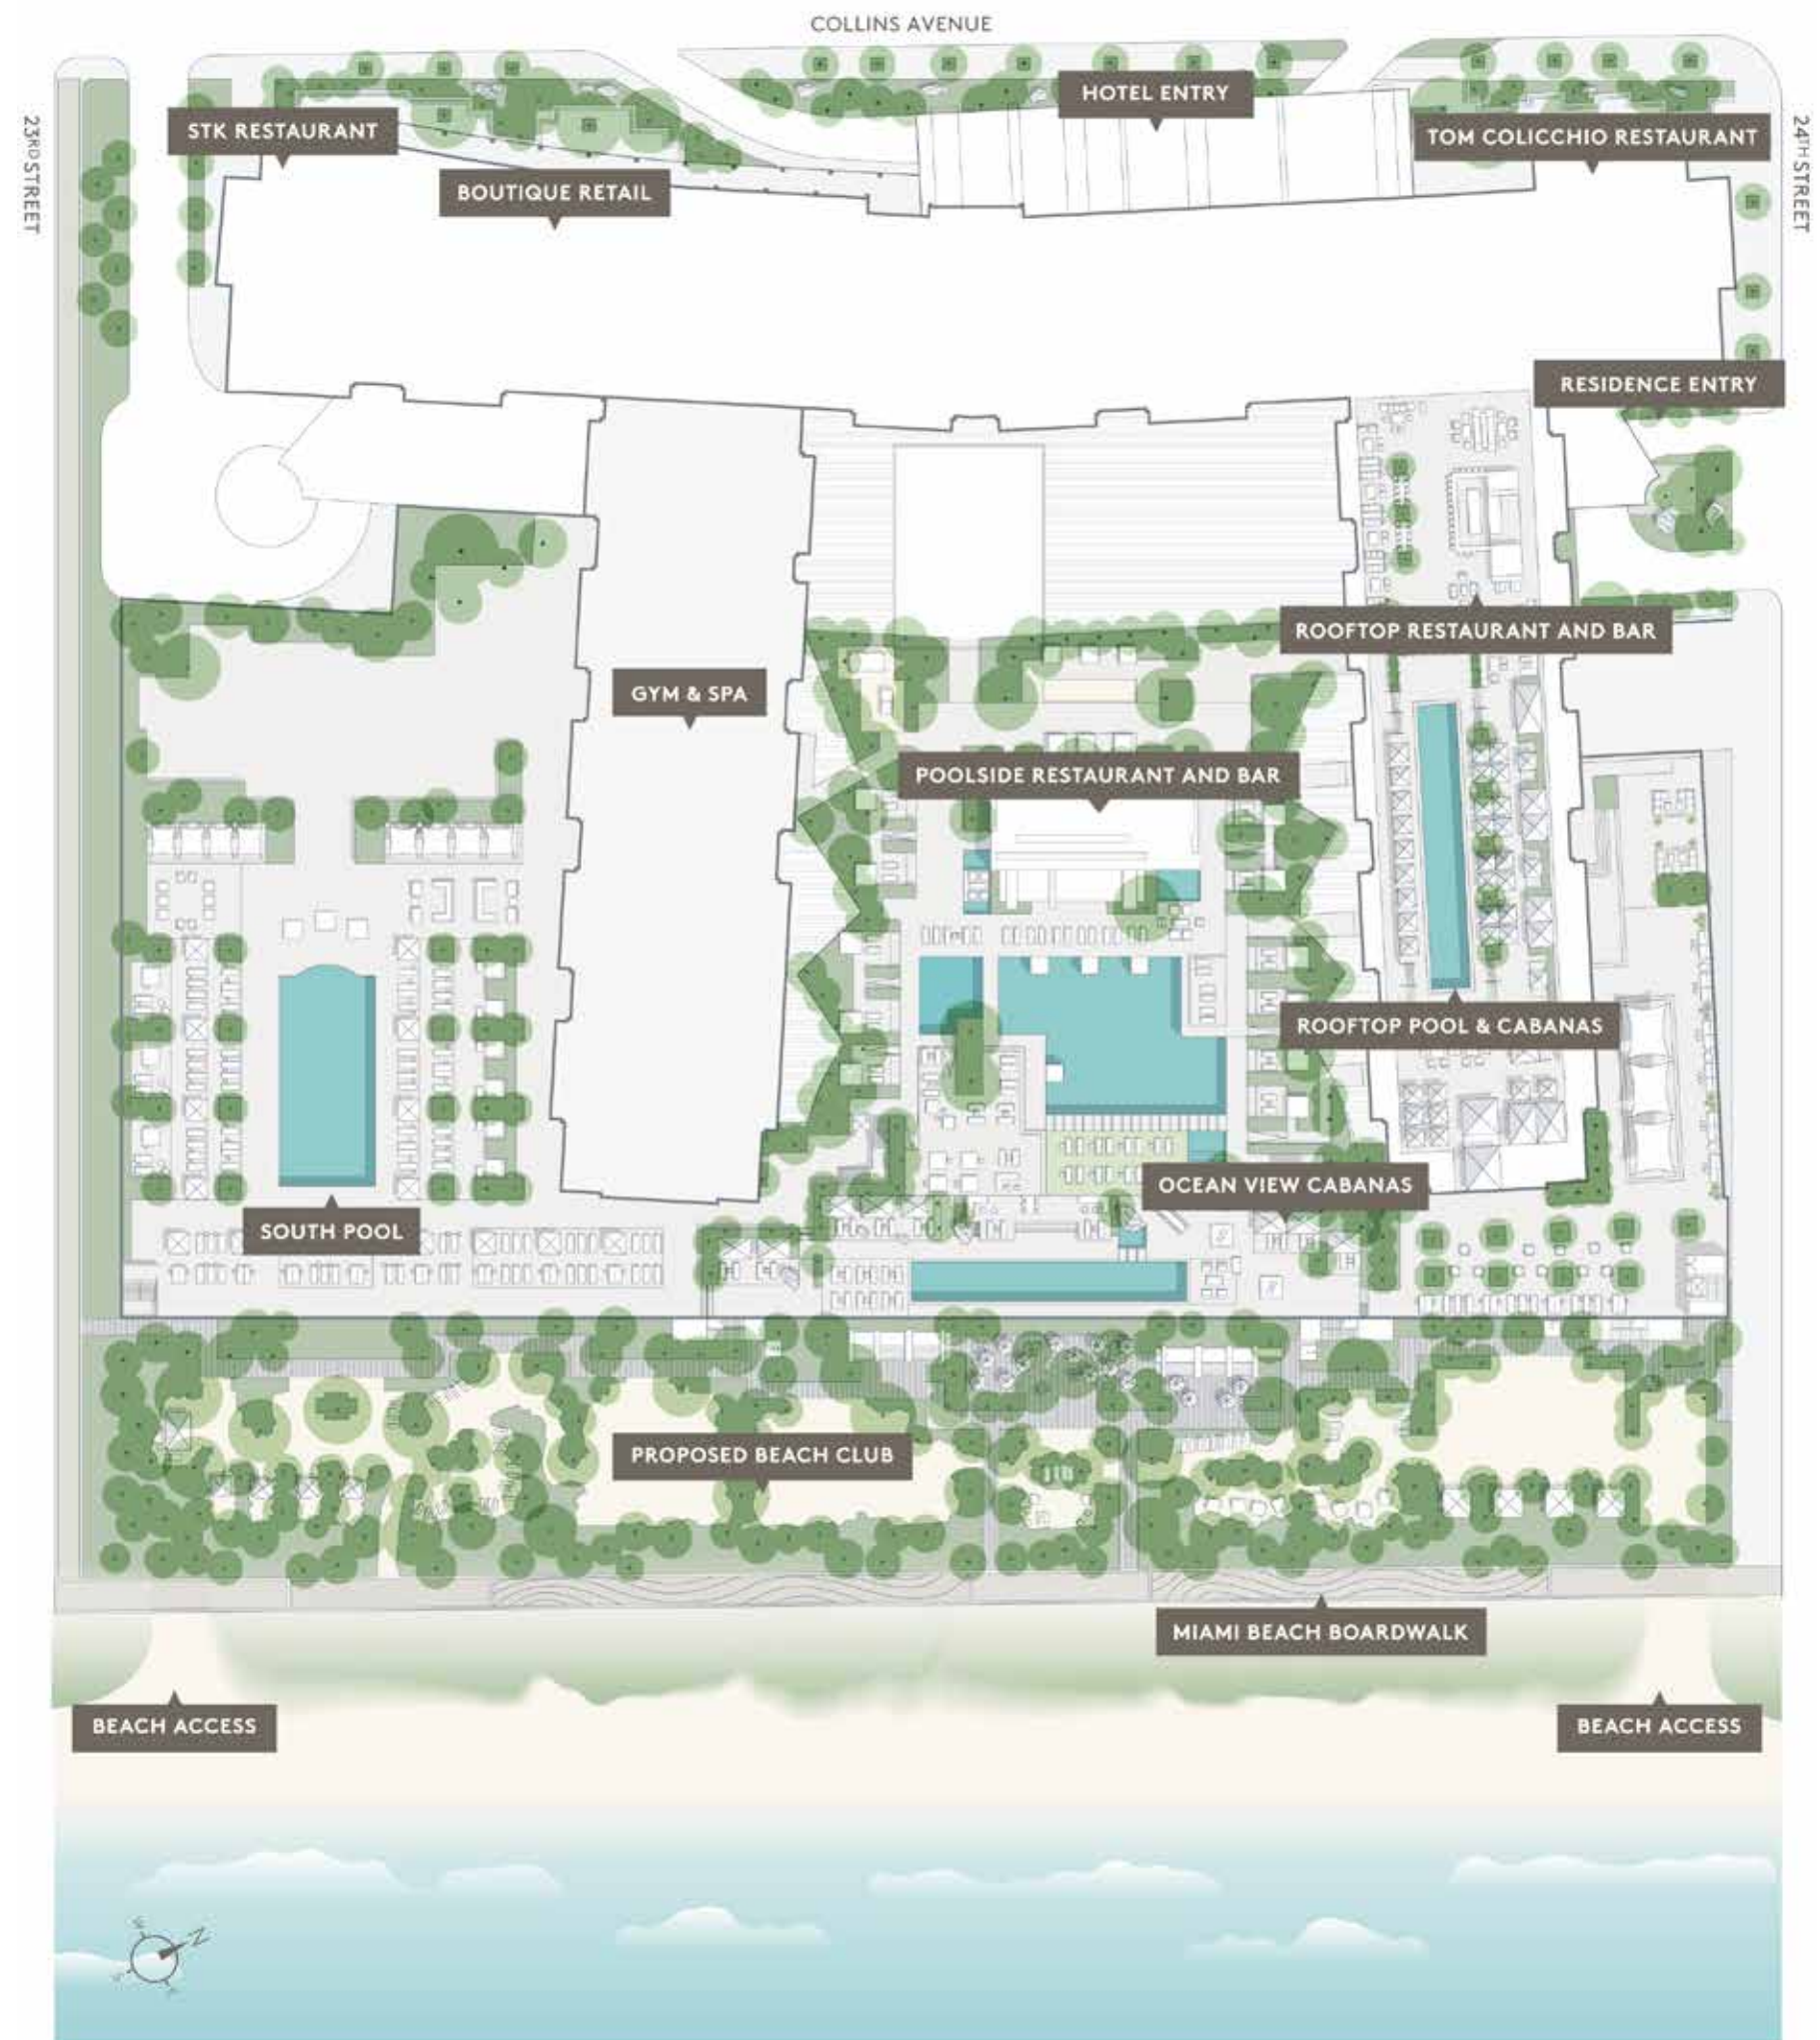 COLLINS AVENUE
HOTEL ENTRY
STK RESTAURANT
TOM COLICCHIO RESTAURANT
23RD STREET
24TH STREET
BOUTIQUE RETAIL
RESIDENCE ENTRY
ROOFTOP RESTAURANT AND BAR
GYM & SPA
POOLSIDE RESTAURANT AND BAR
ROOFTOP POOL & CABANAS
OCEAN VIEW CABANAS
SOUTH POOL
PROPOSED BEACH CLUB
MIAMI BEACH BOARDWALK
BEACH ACCESS
BEACH ACCESS
N